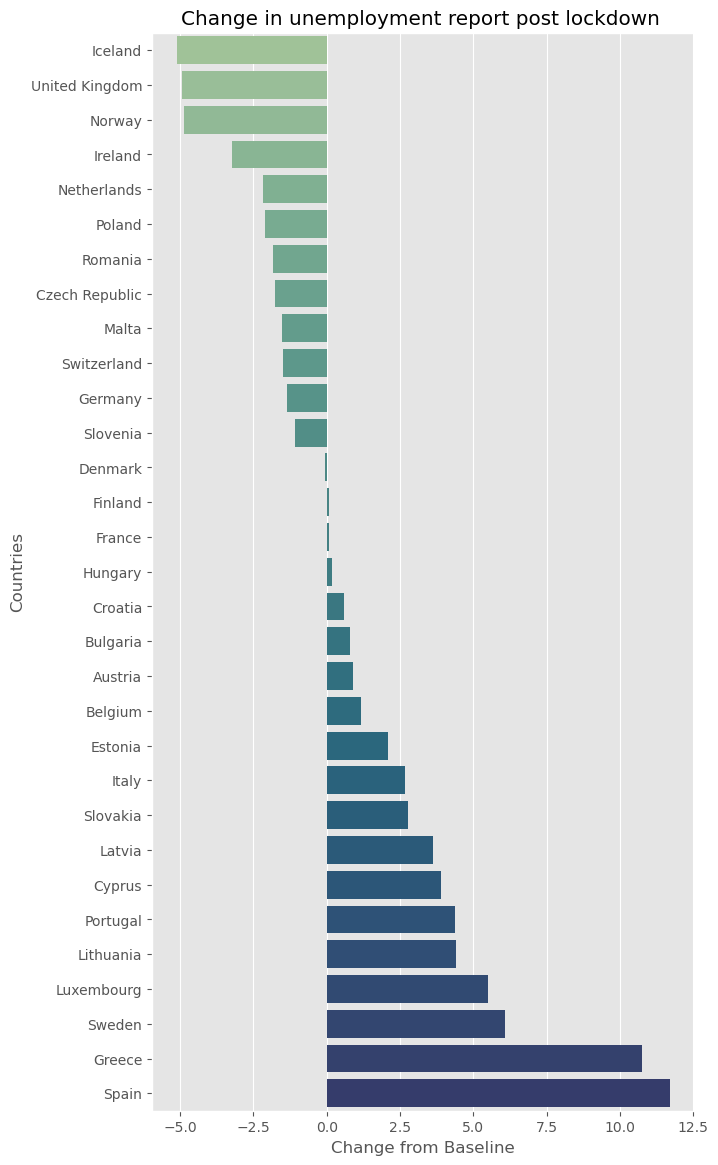 Change in unemployment report post lockdown
Iceland
United Kingdom
Norway
Ireland
Netherlands
Poland
Romania
Czech Republic
Malta
Switzerland
Germany
Slovenia
Denmark
Finland
France
Hungary
Croatia
Bulgaria
Austria
Belgium
Estonia
Italy
Slovakia
Latvia
Cyprus
Portugal
Lithuania
Luxembourg
Sweden
Greece
Spain
Countries
−5.0 −2.5 0.0 2.5 5.0 7.5 10.0 12.5
Change from Baseline